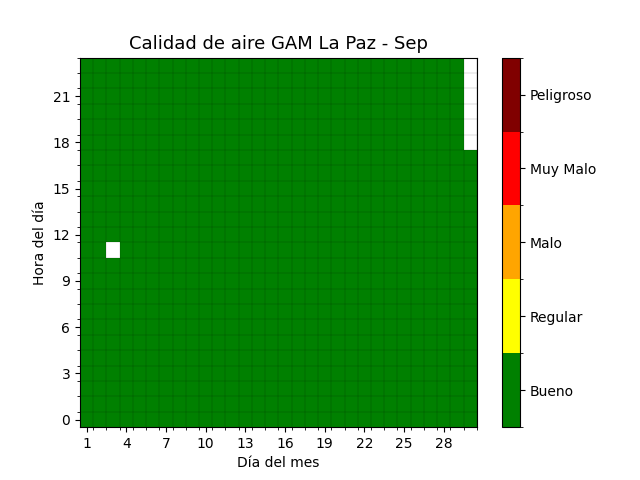 Calidad de aire GAM La Paz - Sep
Hora del día
21
18
15
12
9
6
3
0
1 4 7 10 13 16 19 22 25 28
Día del mes
Peligroso
Muy Malo
Malo
Regular
Bueno